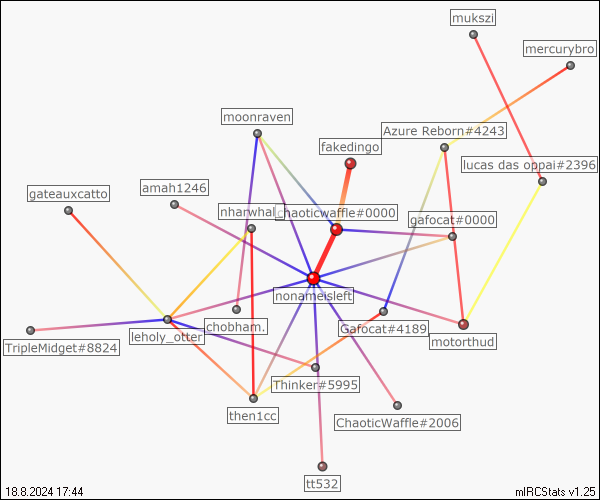 mukszi
mercurybro
moonraven
Azure Reborn#4243
fakedingo
lucas das oppai#2396
amah1246
gateauxcatto
nharwhal_
chaoticwaffle#0000
gafocat#0000
nonameisleft
chobham.
Gafocat#4189
leholy_otter
motorthud
TripleMidget#8824
Thinker#5995
then1cc
ChaoticWaffle#2006
tt532
18.8.2024 17:44
mIRCStats v1.25